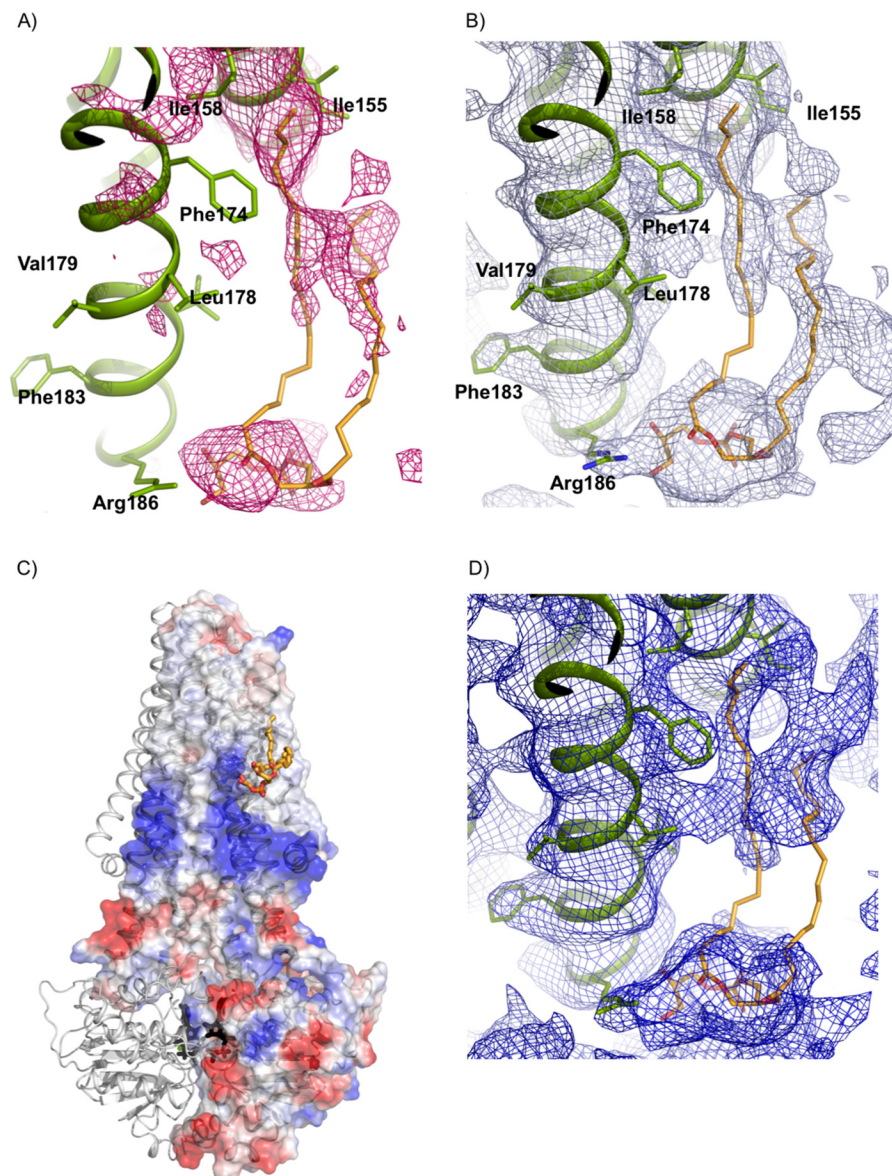 A)
B)
Ile158
Ile155
Phe174
Val179
Leu178
Phe183
Arg186
Ile158
Ile155
Phe174
Val179
Leu178
Phe183
Arg186
C)
D)